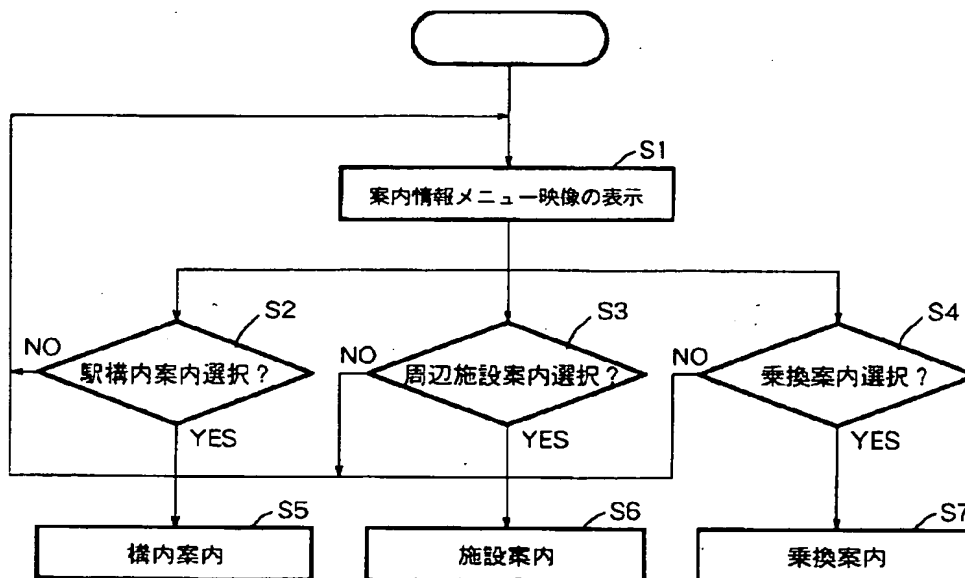 S1
案内情報メニュー映像の表示
S2
S3
S4
NO
駅構内案内選択？
NO
周辺施設案内選択？
NO
乗換案内選択？
YES
YES
YES
S5
S6
S7
構内案内
施設案内
乗換案内